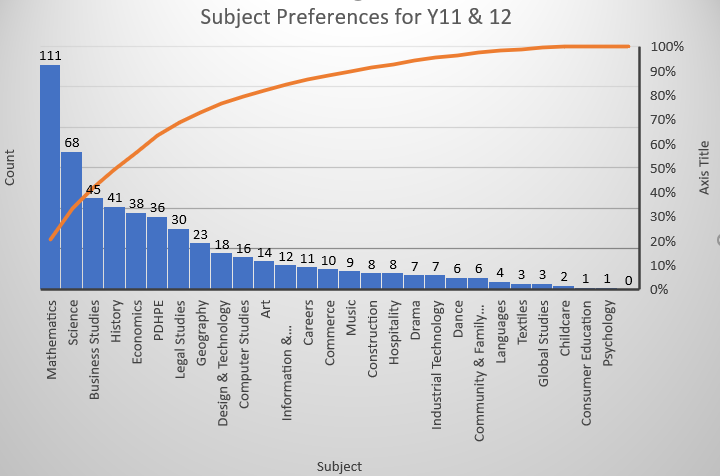 Subject Preferences for Y11 & 12
Count
111
68
45
41
38
36
30
23
18
16
14
12
11
10
9
8
8
7
7
6
6
4
3
3
2
1
1
0
100%
90%
80%
70%
60%
50%
40%
30%
20%
10%
0%
Axis Title
Mathematics
Science
Business Studies
History
Economics
PDHPE
Legal Studies
Geography
Design & Technology
Computer Studies
Art
Information &...
Careers
Commerce
Music
Construction
Hospitality
Drama
Industrial Technology
Dance
Community & Family...
Languages
Textiles
Global Studies
Childcare
Consumer Education
Psychology
Subject